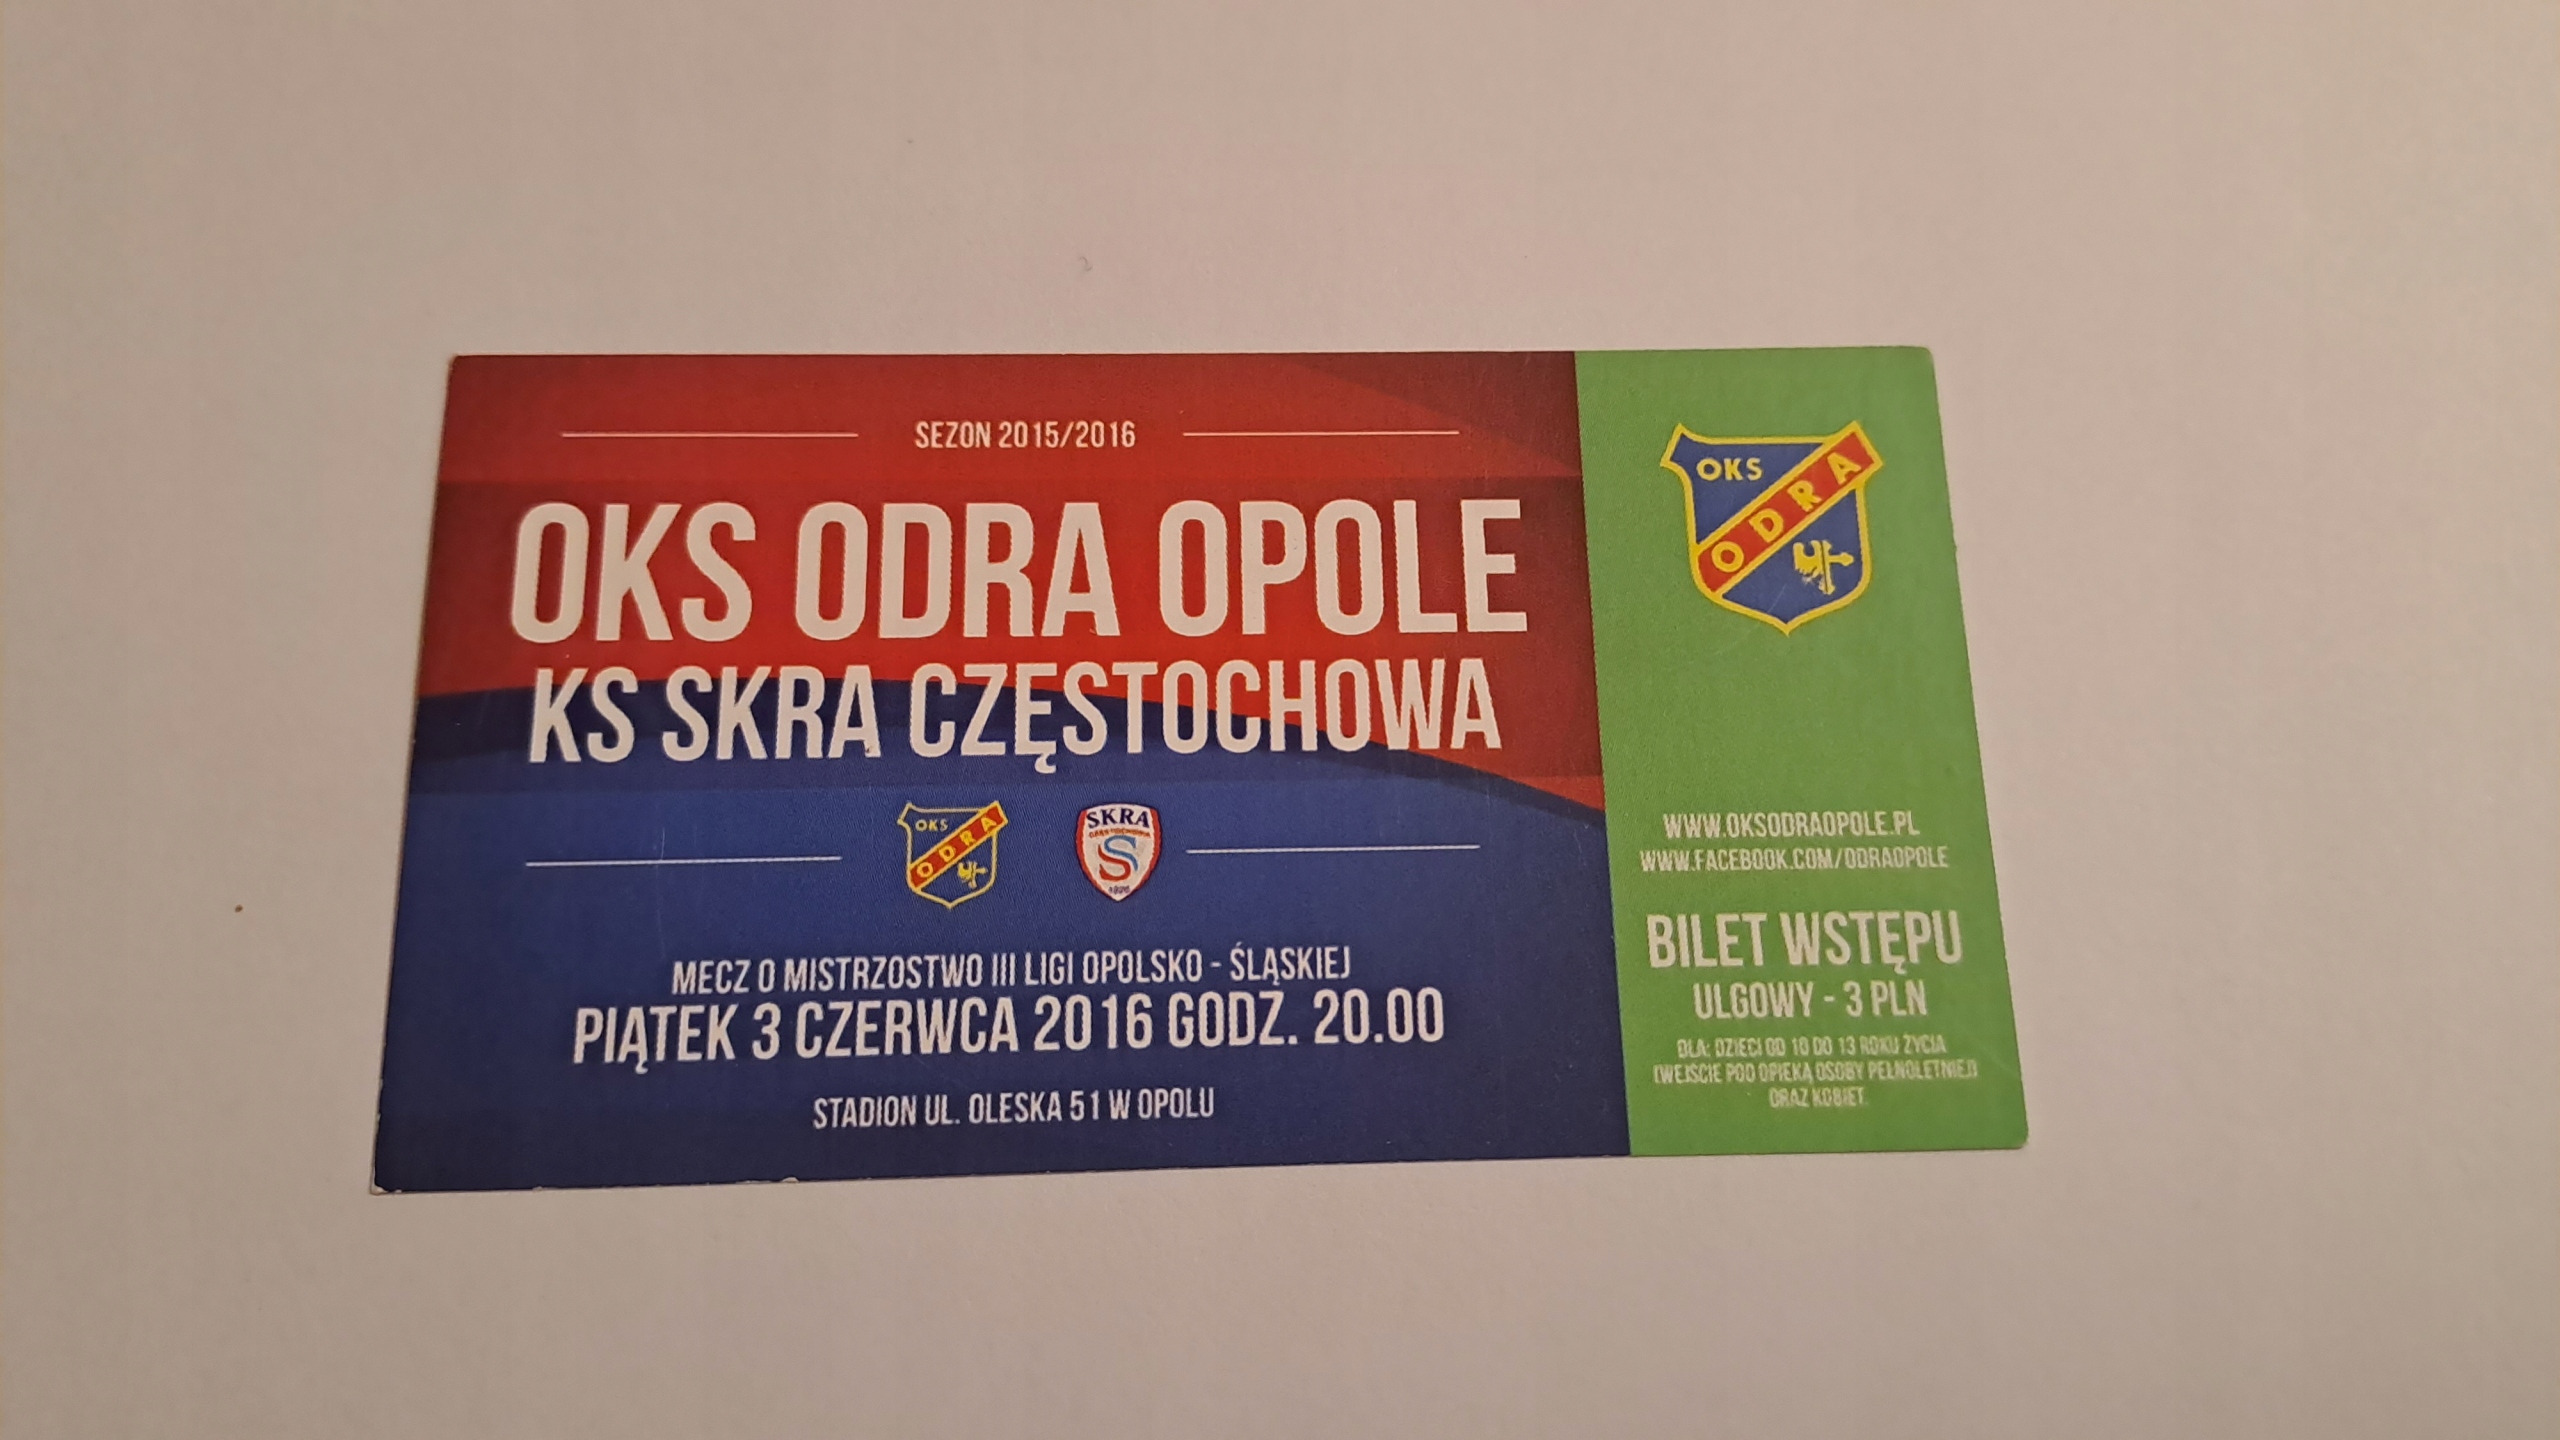 SEZON 2015/2016
OKS ODRA OPOLE
KS SKRA CZĘSTOCHOWA
OKS
ODRA
SKRA
CZĘSTOCHOWA
S
1926
MECZ O MISTRZOSTWO III LIGI OPOLSKO - ŚLĄSKIEJ
PIĄTEK 3 CZERWCA 2016 GODZ. 20.00
STADION UL. OLESKA 51 W OPOLU
OKS
ODRA
WWW.OKSODRAOPOLE.PL
WWW.FACEBOOK.COM/ODRAOPOLE
BILET WSTĘPU
ULGOWY - 3 PLN
DLA: DZIECI OD 10 DO 13 ROKU ŻYCIA
(WEJŚCIE POD OPIEKĄ OSOBY PEŁNOLETNIEJ)
ORAZ KOBIET.